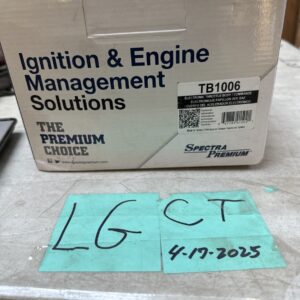 Ignition & Engine
Management
Solutions
TB1006
THE
PREMIUM
CHOICE
SPECTRA
PREMIUM
LG CT
4-17-2025